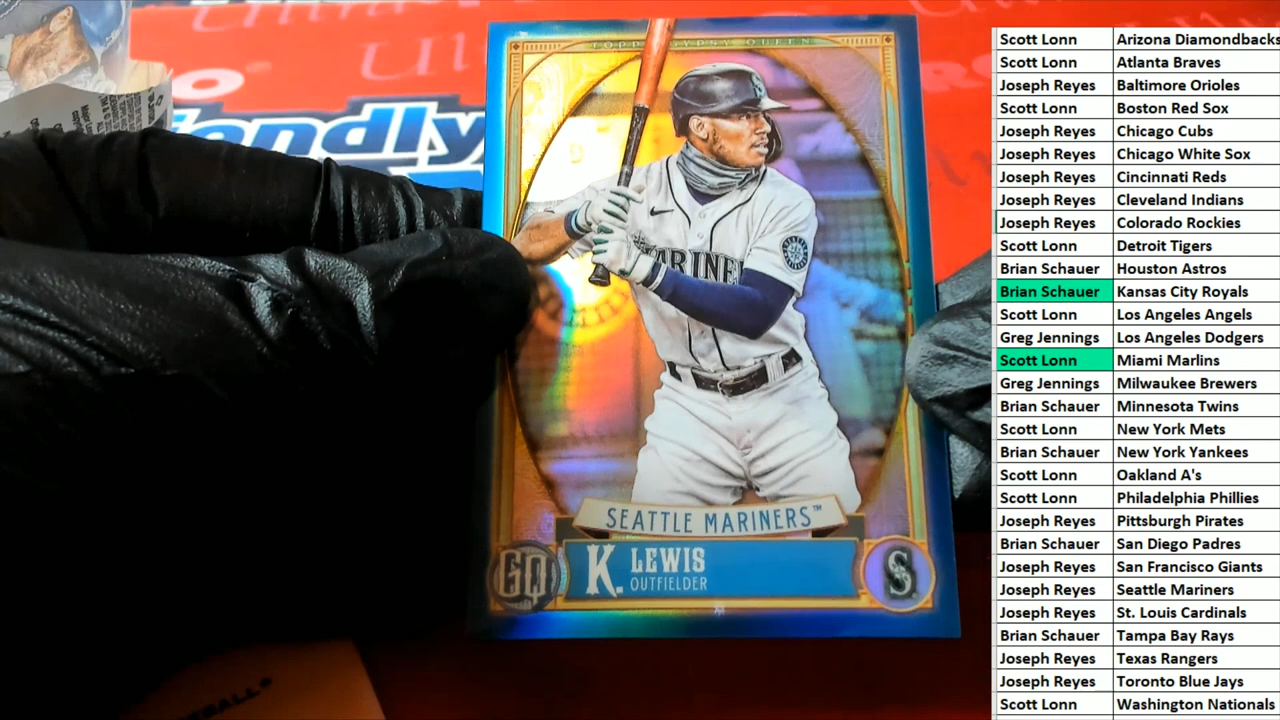 endly
TOPPS GYPSY QUEEN
MARINE
SEATTLE MARINERS™
GQ
K. LEWIS
OUTFIELDER
S
Scott Lonn Arizona Diamondbacks
Scott Lonn Atlanta Braves
Joseph Reyes Baltimore Orioles
Scott Lonn Boston Red Sox
Joseph Reyes Chicago Cubs
Joseph Reyes Chicago White Sox
Joseph Reyes Cincinnati Reds
Joseph Reyes Cleveland Indians
Joseph Reyes Colorado Rockies
Scott Lonn Detroit Tigers
Brian Schauer Houston Astros
Brian Schauer Kansas City Royals
Scott Lonn Los Angeles Angels
Greg Jennings Los Angeles Dodgers
Scott Lonn Miami Marlins
Greg Jennings Milwaukee Brewers
Brian Schauer Minnesota Twins
Scott Lonn New York Mets
Brian Schauer New York Yankees
Scott Lonn Oakland A's
Scott Lonn Philadelphia Phillies
Joseph Reyes Pittsburgh Pirates
Brian Schauer San Diego Padres
Joseph Reyes San Francisco Giants
Joseph Reyes Seattle Mariners
Joseph Reyes St. Louis Cardinals
Brian Schauer Tampa Bay Rays
Joseph Reyes Texas Rangers
Joseph Reyes Toronto Blue Jays
Scott Lonn Washington Nationals